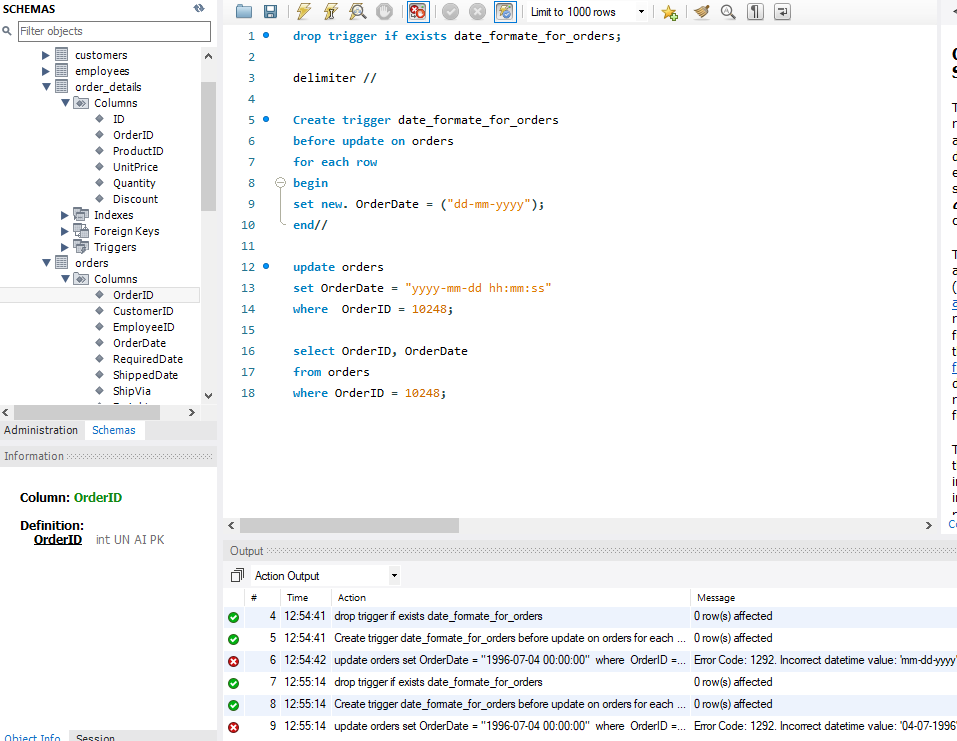 SCHEMAS
Filter objects
customers
employees
order_details
Columns
ID
OrderID
ProductID
UnitPrice
Quantity
Discount
Indexes
Foreign Keys
Triggers
orders
Columns
OrderID
CustomerID
EmployeeID
OrderDate
RequiredDate
ShippedDate
ShipVia
Administration Schemas
Information
Column: OrderID
Definition:
OrderID int UN AI PK
Object Info Session
Limit to 1000 rows
1 drop trigger if exists date_formate_for_orders;
2
3 delimiter //
4
5 Create trigger date_formate_for_orders
6 before update on orders
7 for each row
8 begin
9 set new. OrderDate = ("dd-mm-yyyy");
10 end//
11
12 update orders
13 set OrderDate = "yyyy-mm-dd hh:mm:ss"
14 where  OrderID = 10248;
15
16 select OrderID, OrderDate
17 from orders
18 where OrderID = 10248;
Output
Action Output
# Time Action Message
4 12:54:41 drop trigger if exists date_formate_for_orders 0 row(s) affected
5 12:54:41 Create trigger date_formate_for_orders before update on orders for each ... 0 row(s) affected
6 12:54:42 update orders set OrderDate = "1996-07-04 00:00:00"  where  OrderID =... Error Code: 1292. Incorrect datetime value: 'mm-dd-yyyy'
7 12:55:14 drop trigger if exists date_formate_for_orders 0 row(s) affected
8 12:55:14 Create trigger date_formate_for_orders before update on orders for each ... 0 row(s) affected
9 12:55:14 update orders set OrderDate = "1996-07-04 00:00:00"  where  OrderID =... Error Code: 1292. Incorrect datetime value: '04-07-1996'